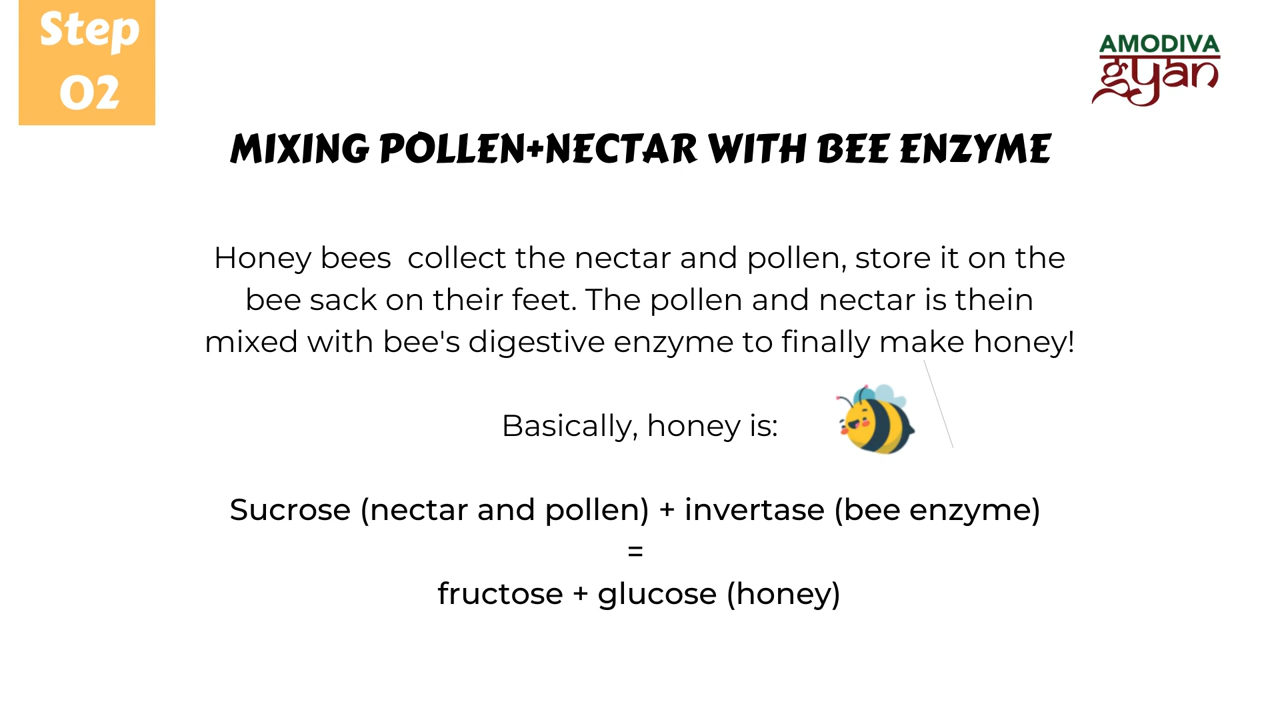 Step
02
AMODIVA
gyan
MIXING POLLEN+NECTAR WITH BEE ENZYME
Honey bees  collect the nectar and pollen, store it on the
bee sack on their feet. The pollen and nectar is thein
mixed with bee's digestive enzyme to finally make honey!
Basically, honey is:
Sucrose (nectar and pollen) + invertase (bee enzyme)
=
fructose + glucose (honey)